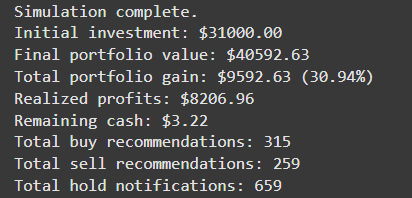 Simulation complete.
Initial investment: $31000.00
Final portfolio value: $40592.63
Total portfolio gain: $9592.63 (30.94%)
Realized profits: $8206.96
Remaining cash: $3.22
Total buy recommendations: 315
Total sell recommendations: 259
Total hold notifications: 659